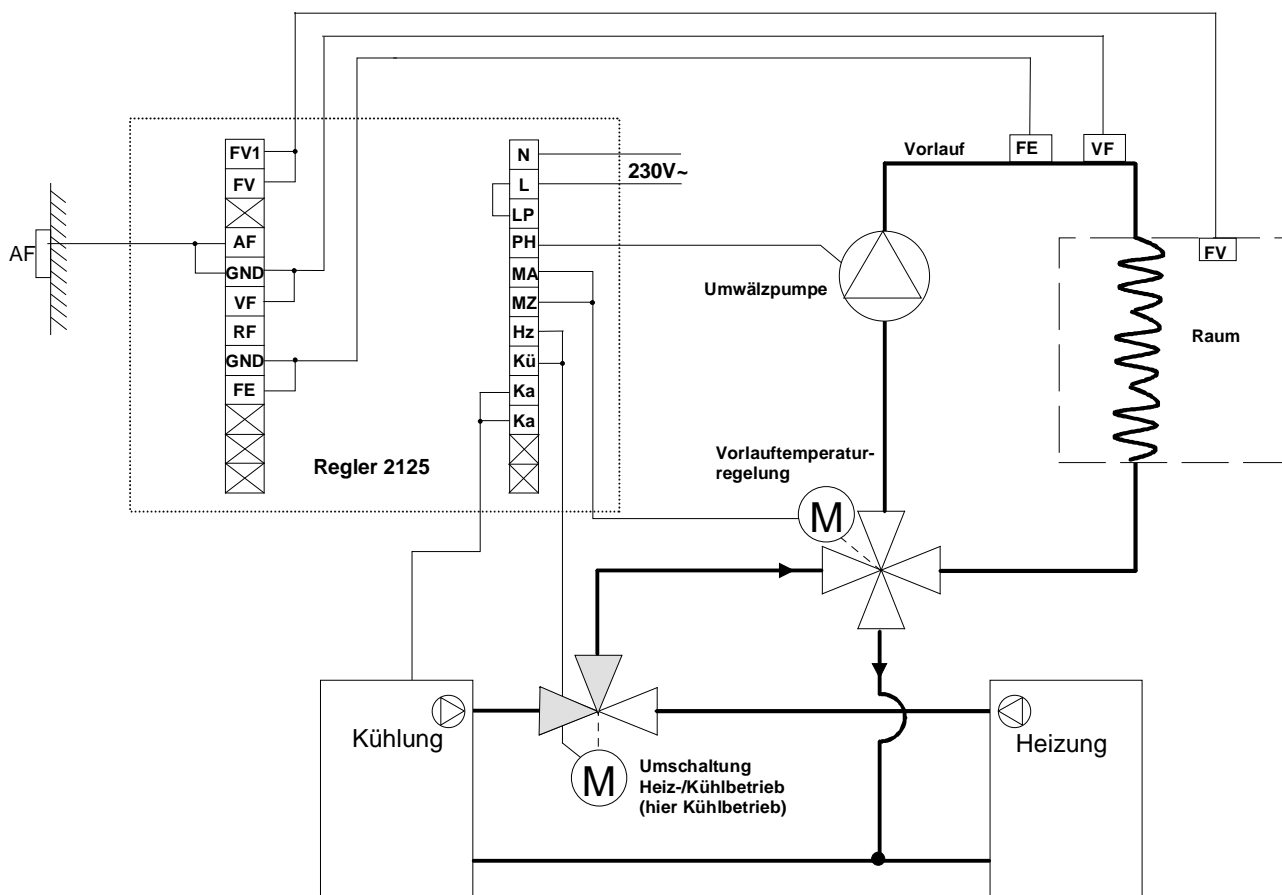 FV1
FV
AF
GND
VF
RF
GND
FE
AF
Regler 2125
N
L
LP
PH
MA
MZ
Hz
Kü
Ka
Ka
230V~
Vorlauf
FE
VF
FV
Umwälzpumpe
Raum
Vorlauftemperatur-
regelung
M
Kühlung
M
Umschaltung
Heiz-/Kühlbetrieb
(hier Kühlbetrieb)
Heizung